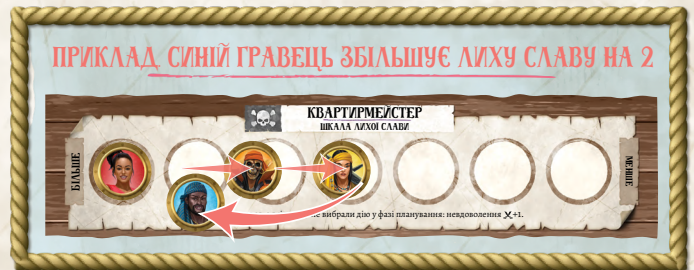 ПРИКЛАД. СИНІЙ ГРАВЕЦЬ ЗБІЛЬШУЄ ЛИХУ СЛАВУ НА 2
КВАРТИРМЕЙСТЕР
ШКАЛА ЛИХОЇ СЛАВИ
БІЛЬШЕ
МЕНШЕ
не вибрали дію у фазі планування: невдоволення +1.